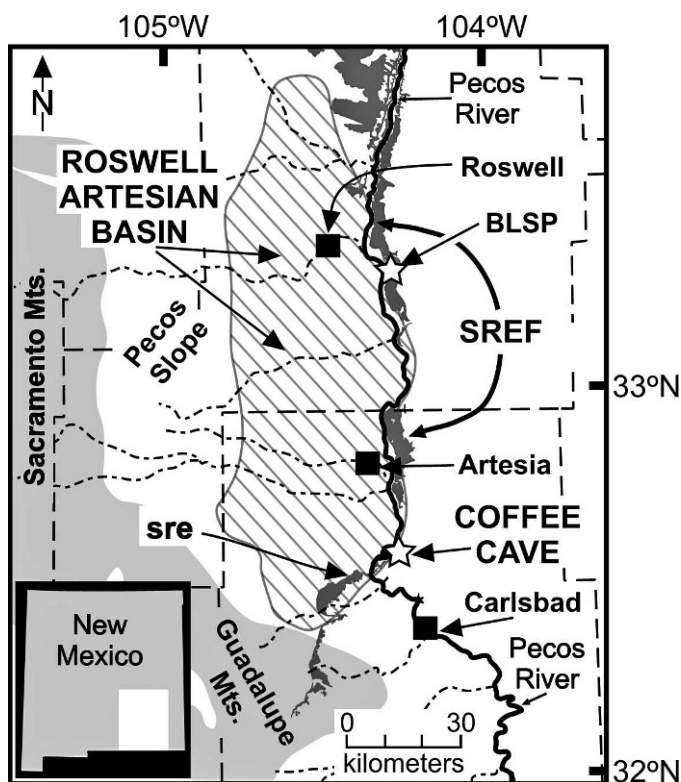 105ºW
104ºW
N
Pecos
River
ROSWELL
ARTESIAN
BASIN
Roswell
BLSP
Sacramento Mts.
Pecos
Slope
SREF
33ºN
Artesia
sre
COFFEE
CAVE
New
Mexico
Guadalupe
Mts.
Carlsbad
Pecos
River
0 30
kilometers
32ºN